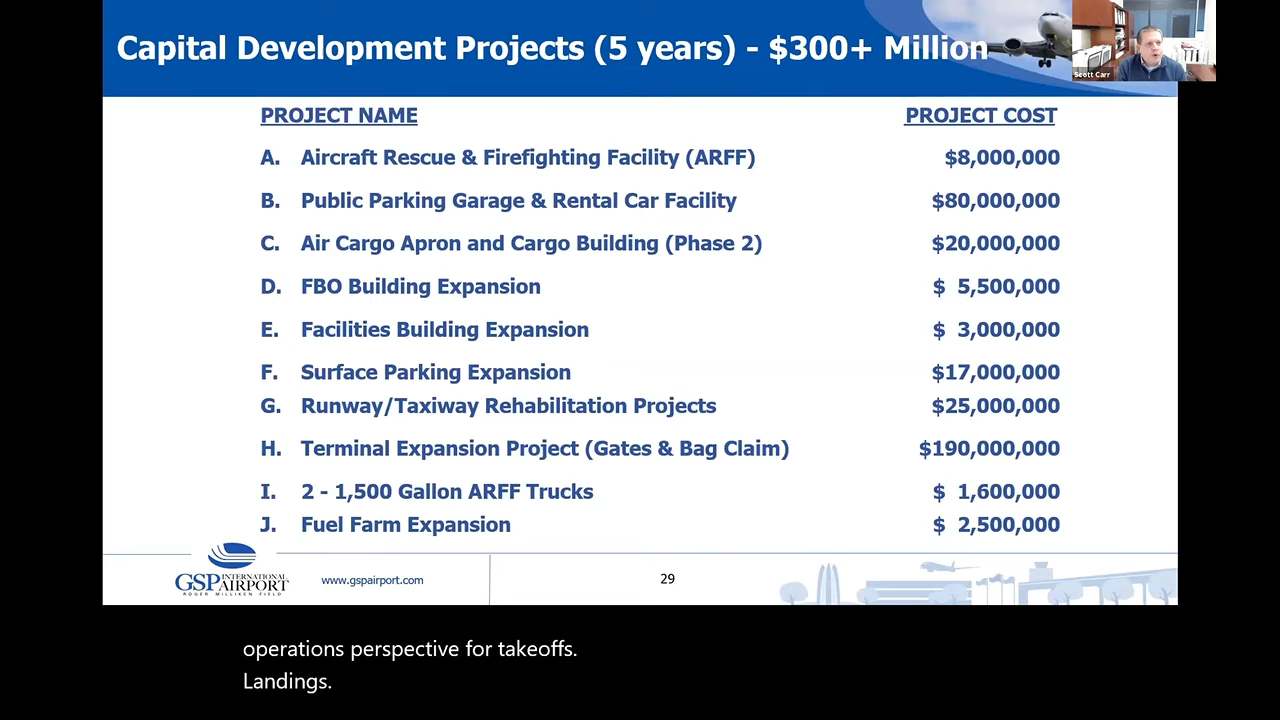 Capital Development Projects (5 years) - $300+ Million
Scott Carr
PROJECT NAME PROJECT COST
A. Aircraft Rescue & Firefighting Facility (ARFF) $8,000,000
B. Public Parking Garage & Rental Car Facility $80,000,000
C. Air Cargo Apron and Cargo Building (Phase 2) $20,000,000
D. FBO Building Expansion $ 5,500,000
E. Facilities Building Expansion $ 3,000,000
F. Surface Parking Expansion $17,000,000
G. Runway/Taxiway Rehabilitation Projects $25,000,000
H. Terminal Expansion Project (Gates & Bag Claim) $190,000,000
I. 2 - 1,500 Gallon ARFF Trucks $ 1,600,000
J. Fuel Farm Expansion $ 2,500,000
GSP INTERNATIONAL AIRPORT
ROGER MILLIKEN FIELD
www.gspairport.com
29
operations perspective for takeoffs.
Landings.